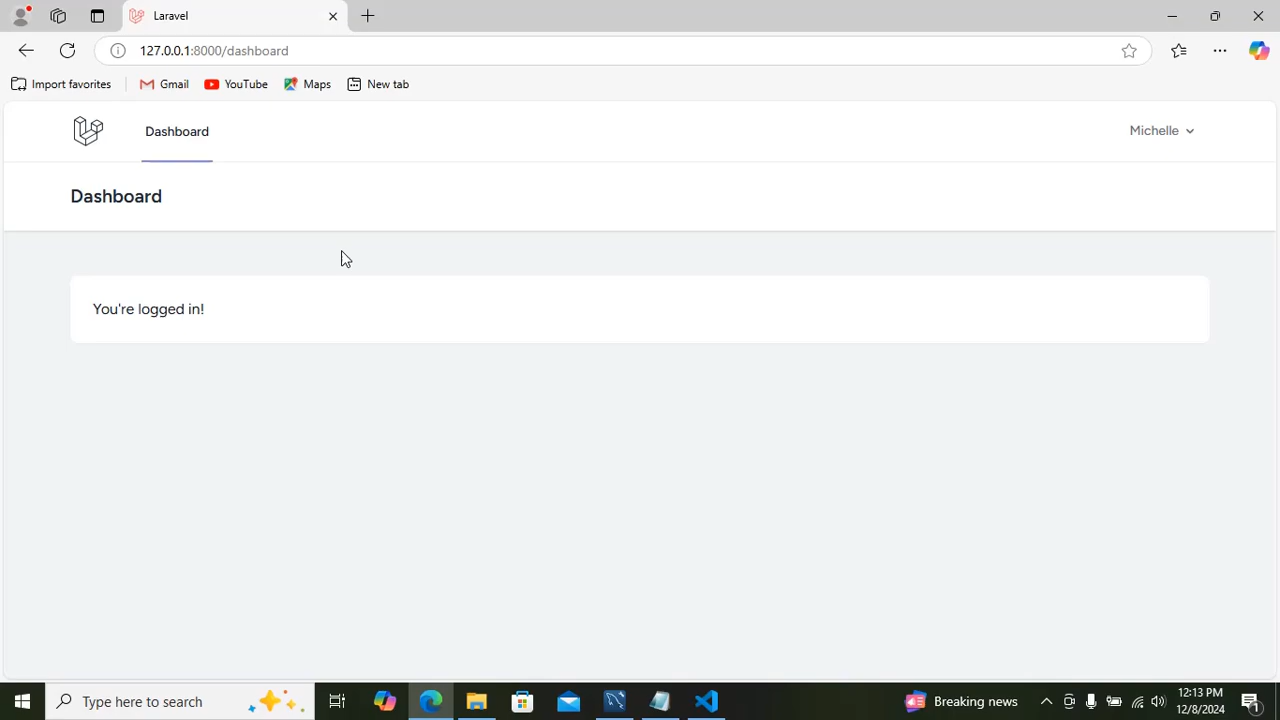 Laravel
127.0.0.1:8000/dashboard
Import favorites
Gmail
YouTube
Maps
New tab
Dashboard
Michelle
Dashboard
You're logged in!
Type here to search
Breaking news
12:13 PM
12/8/2024
1